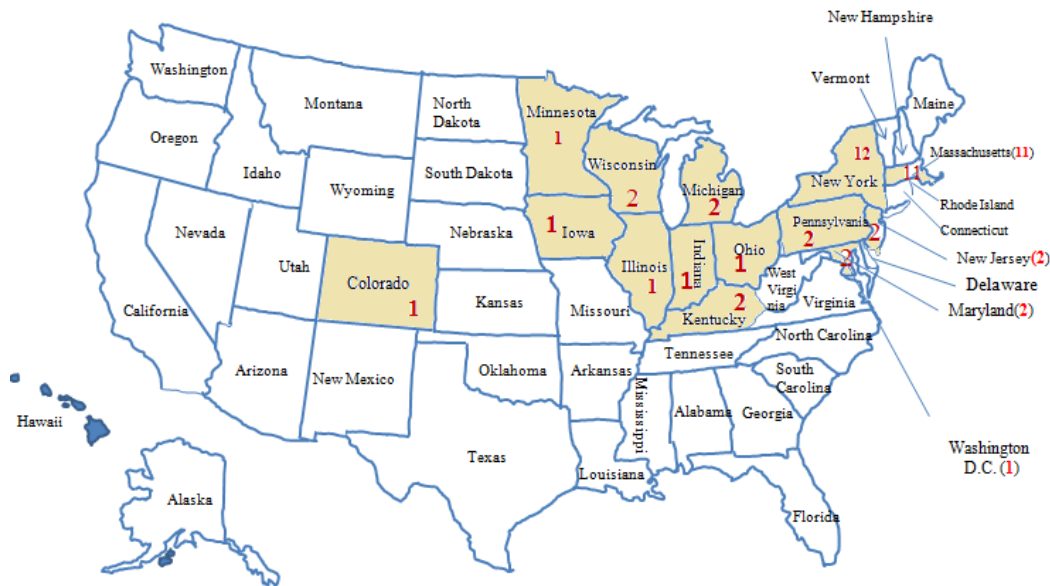 New Hampshire
Vermont
Washington
Montana
North
Dakota
Minnesota
1
Maine
Oregon
Idaho
Wyoming
South Dakota
Wisconsin
2
Michigan
2
12
New York
Massachusetts(11)
11
Rhode Island
Connecticut
Nevada
Utah
Colorado
1
Nebraska
1
Iowa
Illinois
1
Indiana
1
Ohio
1
Pennsylvania
2
2
New Jersey(2)
2
Delaware
Maryland(2)
California
Kansas
Missouri
Kentucky
2
West
Virgi
nia
Virginia
Arizona
New Mexico
Oklahoma
Arkansas
Tennessee
North Carolina
South
Carolina
Hawaii
Texas
Louisiana
Mississippi
Alabama
Georgia
Florida
Alaska
Washington
D.C. (1)